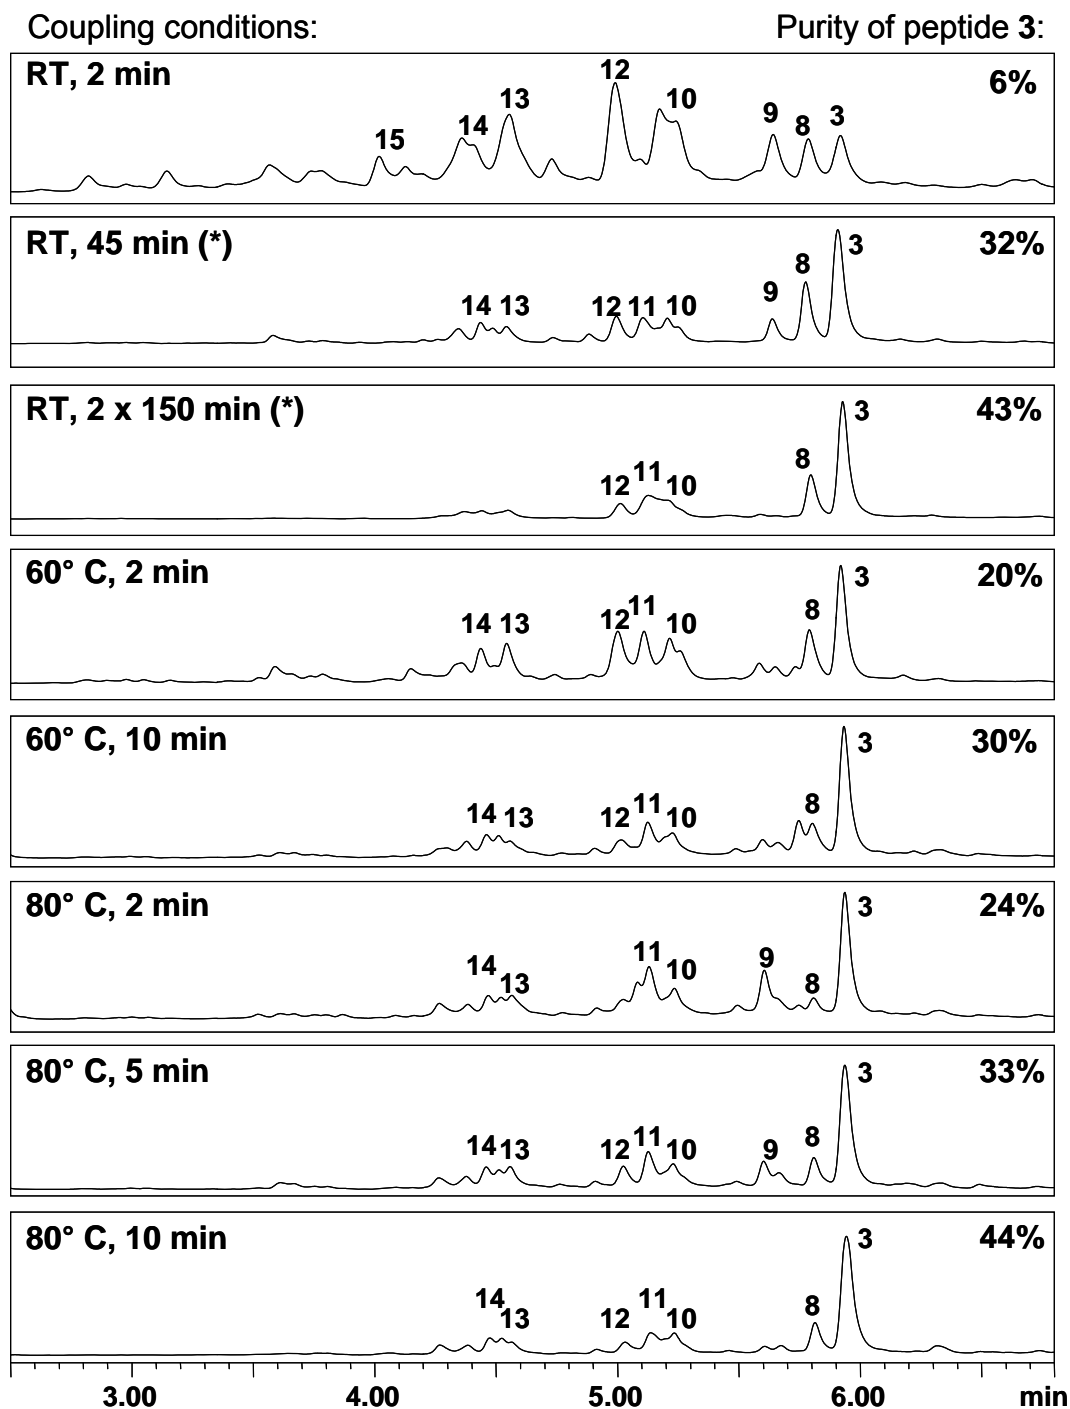 Coupling conditions: Purity of peptide 3:
RT, 2 min 6%
15 14 13 12 10 9 8 3
RT, 45 min (*) 32%
14 13 12 11 10 9 8 3
RT, 2 x 150 min (*) 43%
12 11 10 8 3
60° C, 2 min 20%
14 13 12 11 10 8 3
60° C, 10 min 30%
14 13 12 11 10 8 3
80° C, 2 min 24%
14 13 11 10 9 8 3
80° C, 5 min 33%
14 13 12 11 10 9 8 3
80° C, 10 min 44%
14 13 12 11 10 8 3
3.00 4.00 5.00 6.00 min